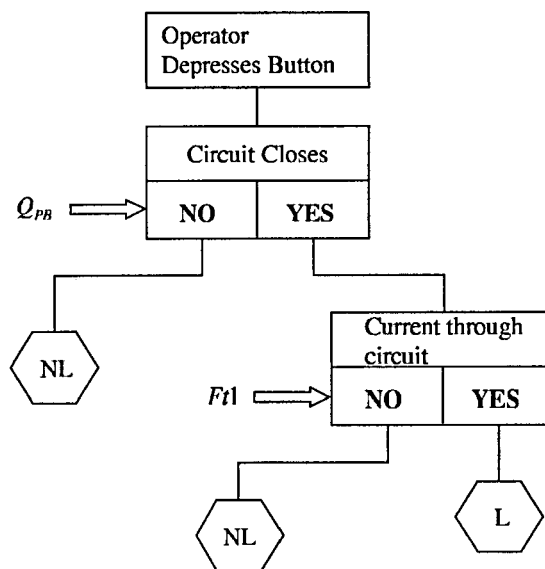 Operator
Depresses Button
Circuit Closes
Q_PB
NO YES
NL
Current through
circuit
Ft1
NO YES
NL
L